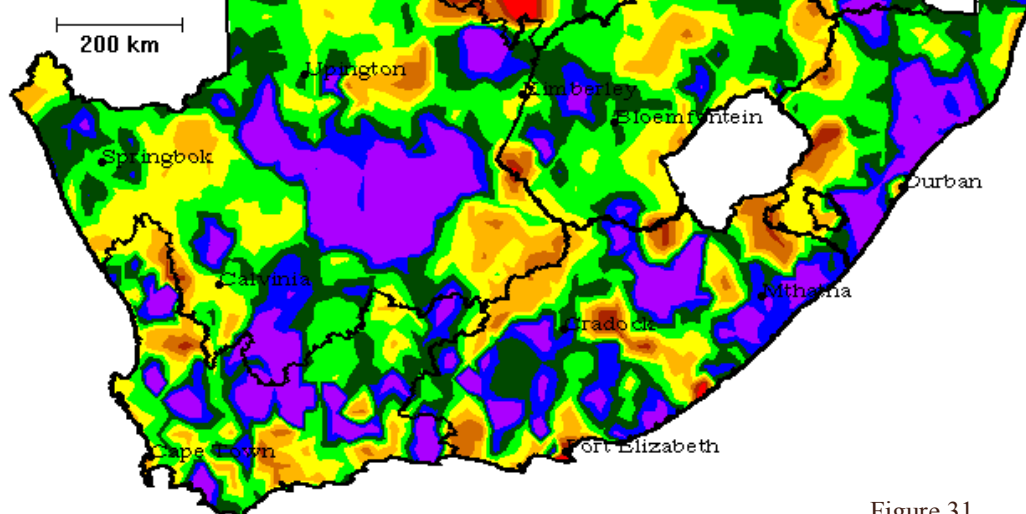 200 km
Upington
Kimberley
Bloemfontein
Springbok
Durban
Calvinia
Mthatha
Cradock
Port Elizabeth
Cape Town
Figure 31